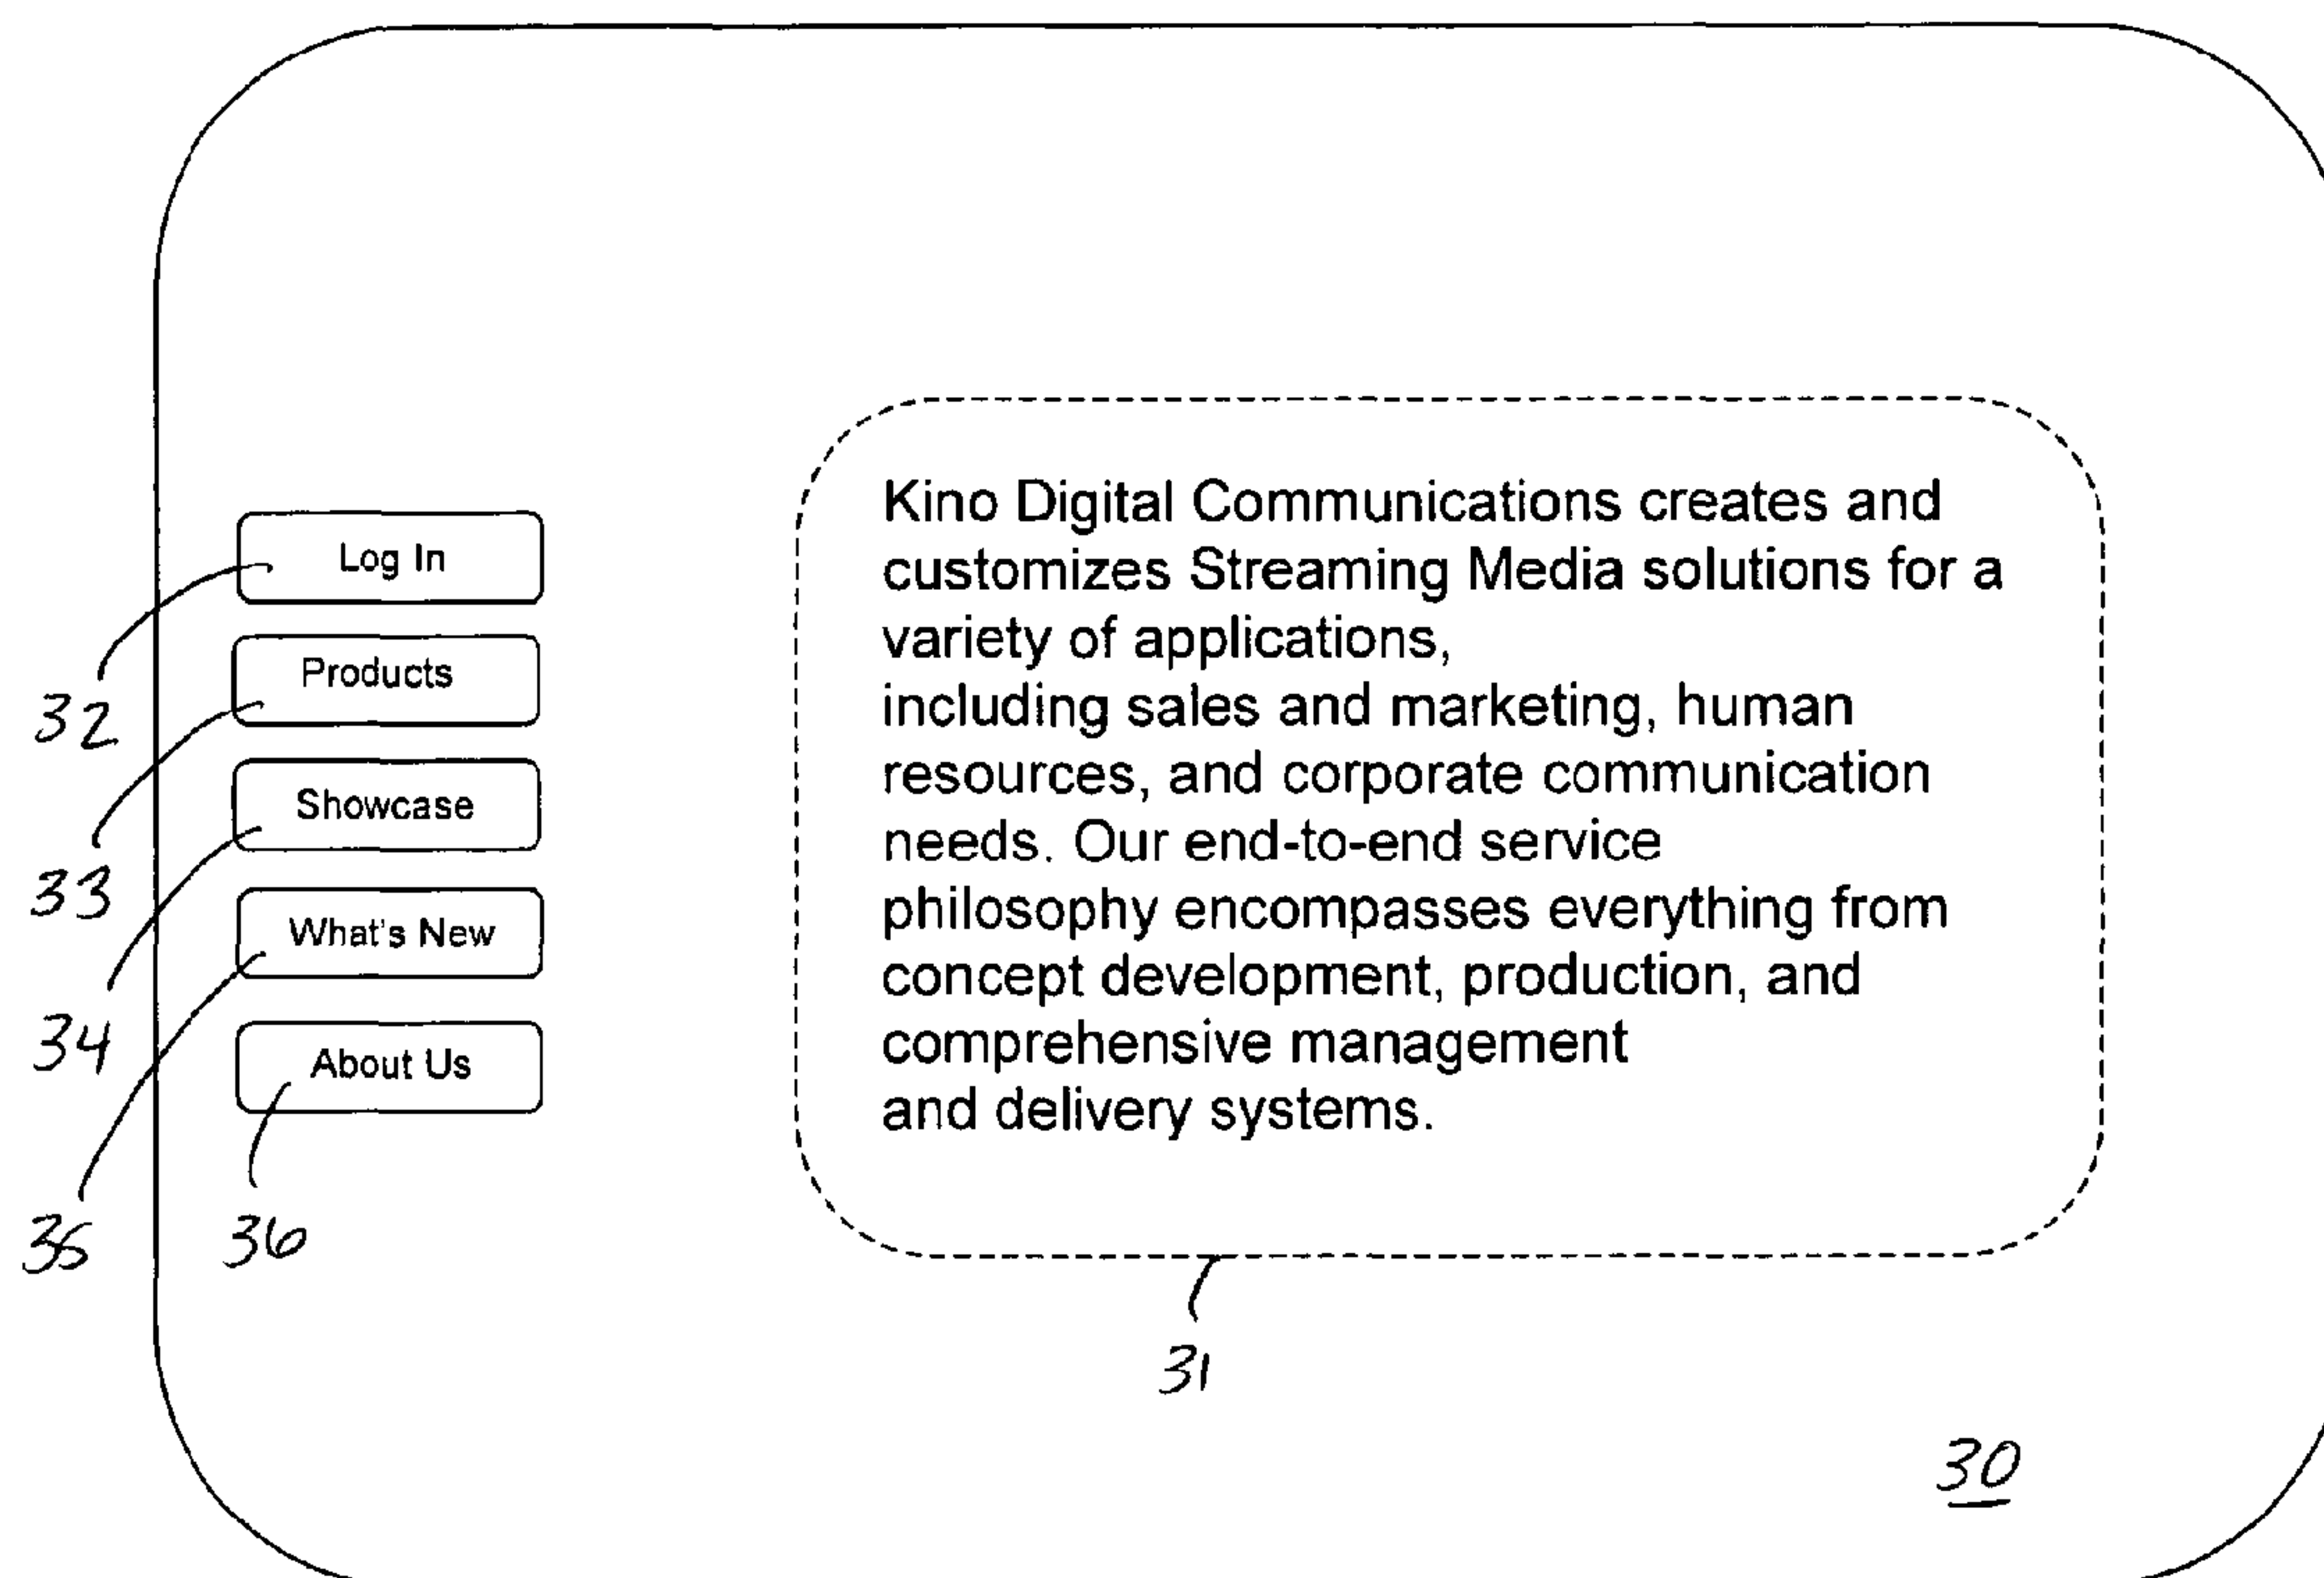 Log In
Products
Showcase
What's New
About Us
32
33
34
35
36
Kino Digital Communications creates and
customizes Streaming Media solutions for a
variety of applications,
including sales and marketing, human
resources, and corporate communication
needs. Our end-to-end service
philosophy encompasses everything from
concept development, production, and
comprehensive management
and delivery systems.
31
30